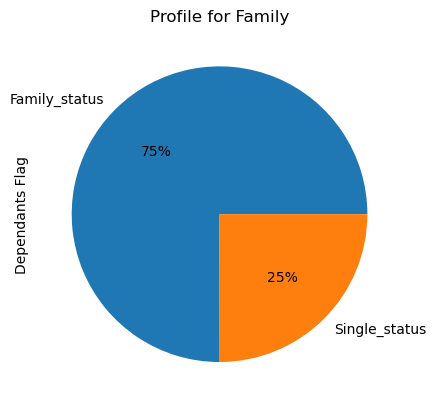 Profile for Family
Family_status
75%
Dependants Flag
25%
Single_status